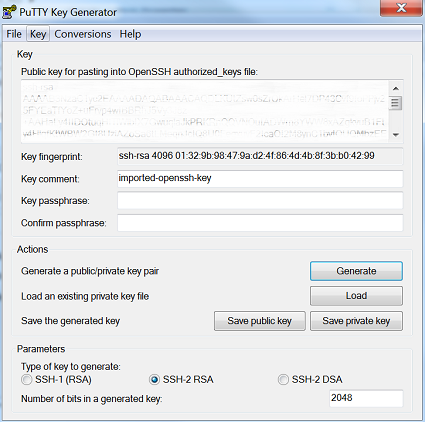 PuTTY Key Generator
File Key Conversions Help
Key
Public key for pasting into OpenSSH authorized_keys file:
Key fingerprint: ssh-rsa 4096 01:32:9b:98:47:9a:d2:4f:86:4d:4b:8f:3b:b0:42:99
Key comment: imported-openssh-key
Key passphrase:
Confirm passphrase:
Actions
Generate a public/private key pair Generate
Load an existing private key file Load
Save the generated key Save public key Save private key
Parameters
Type of key to generate:
SSH-1 (RSA) SSH-2 RSA SSH-2 DSA
Number of bits in a generated key: 2048